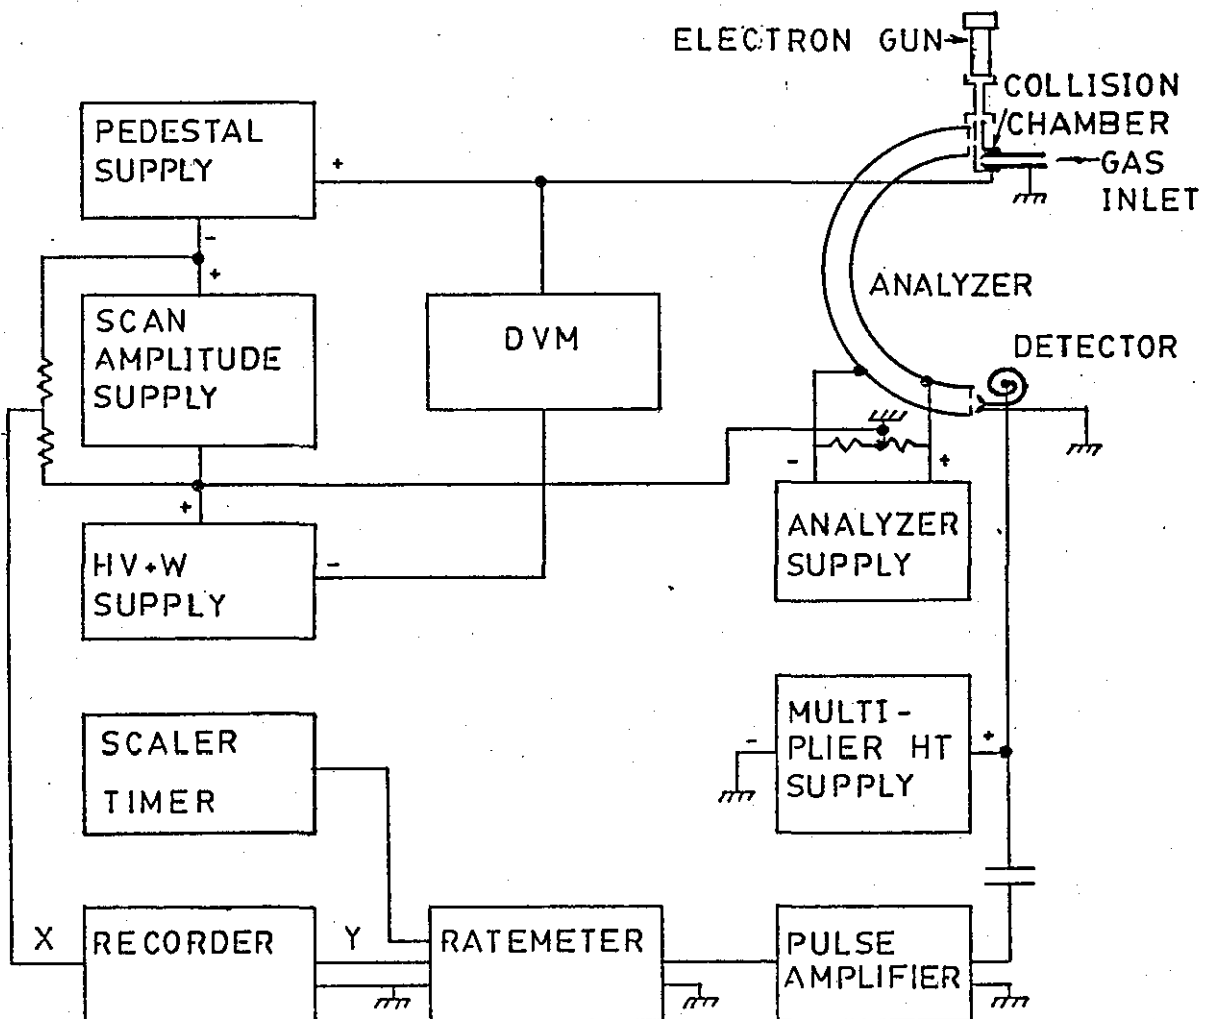 ELECTRON GUN
COLLISION
CHAMBER
GAS
INLET
PEDESTAL
SUPPLY
+
-
+
SCAN
AMPLITUDE
SUPPLY
DVM
ANALYZER
DETECTOR
-
+
+
HV+W
SUPPLY
-
ANALYZER
SUPPLY
SCALER
TIMER
MULTI-
PLIER HT
SUPPLY
-
+
X
RECORDER
Y
RATEMETER
PULSE
AMPLIFIER